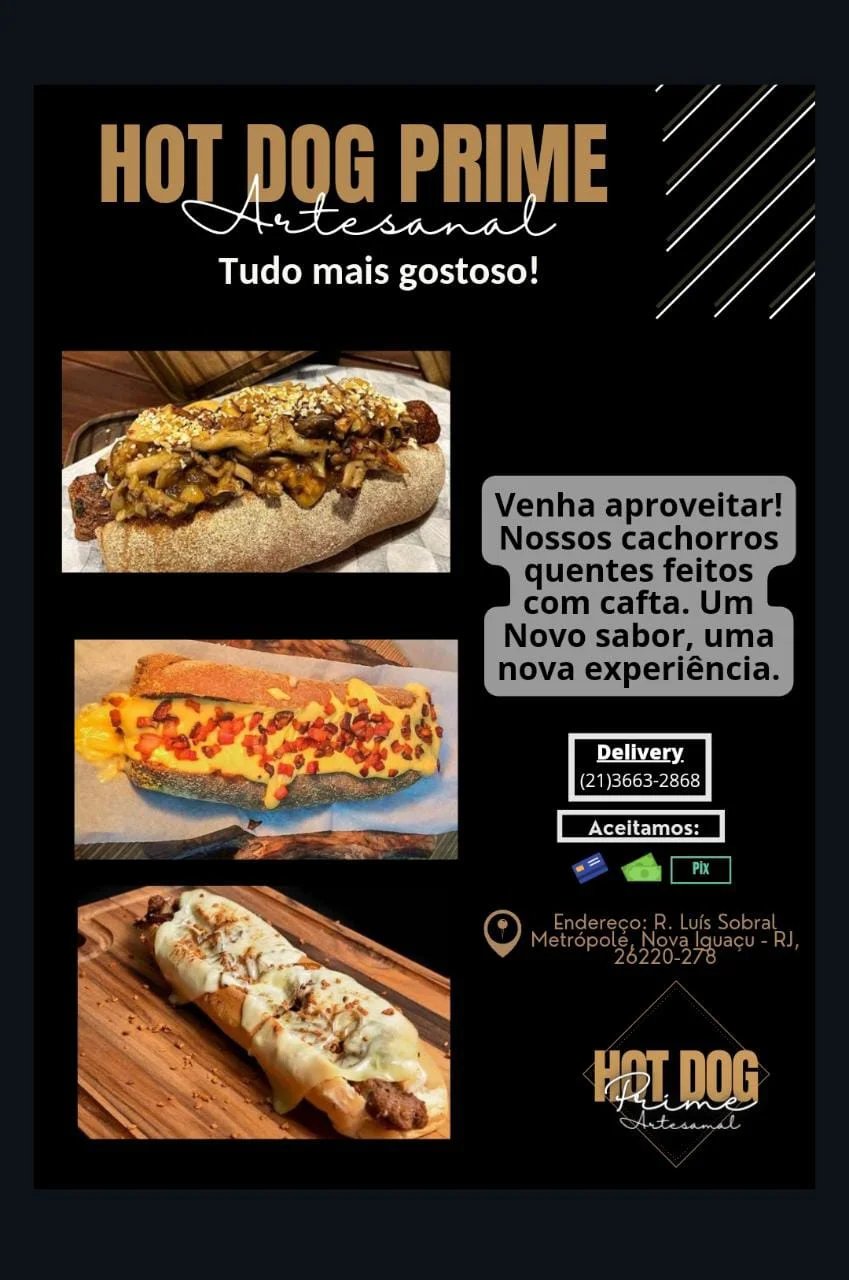 HOT DOG PRIME
Artesanal
Tudo mais gostoso!
Venha aproveitar!
Nossos cachorros
quentes feitos
com cafta. Um
Novo sabor, uma
nova experiência.
Delivery
(21)3663-2868
Aceitamos:
Pix
Endereço: R. Luís Sobral
Metrópole, Nova Iguaçu - RJ,
26220-278
HOT DOG
Prime
Artesamal